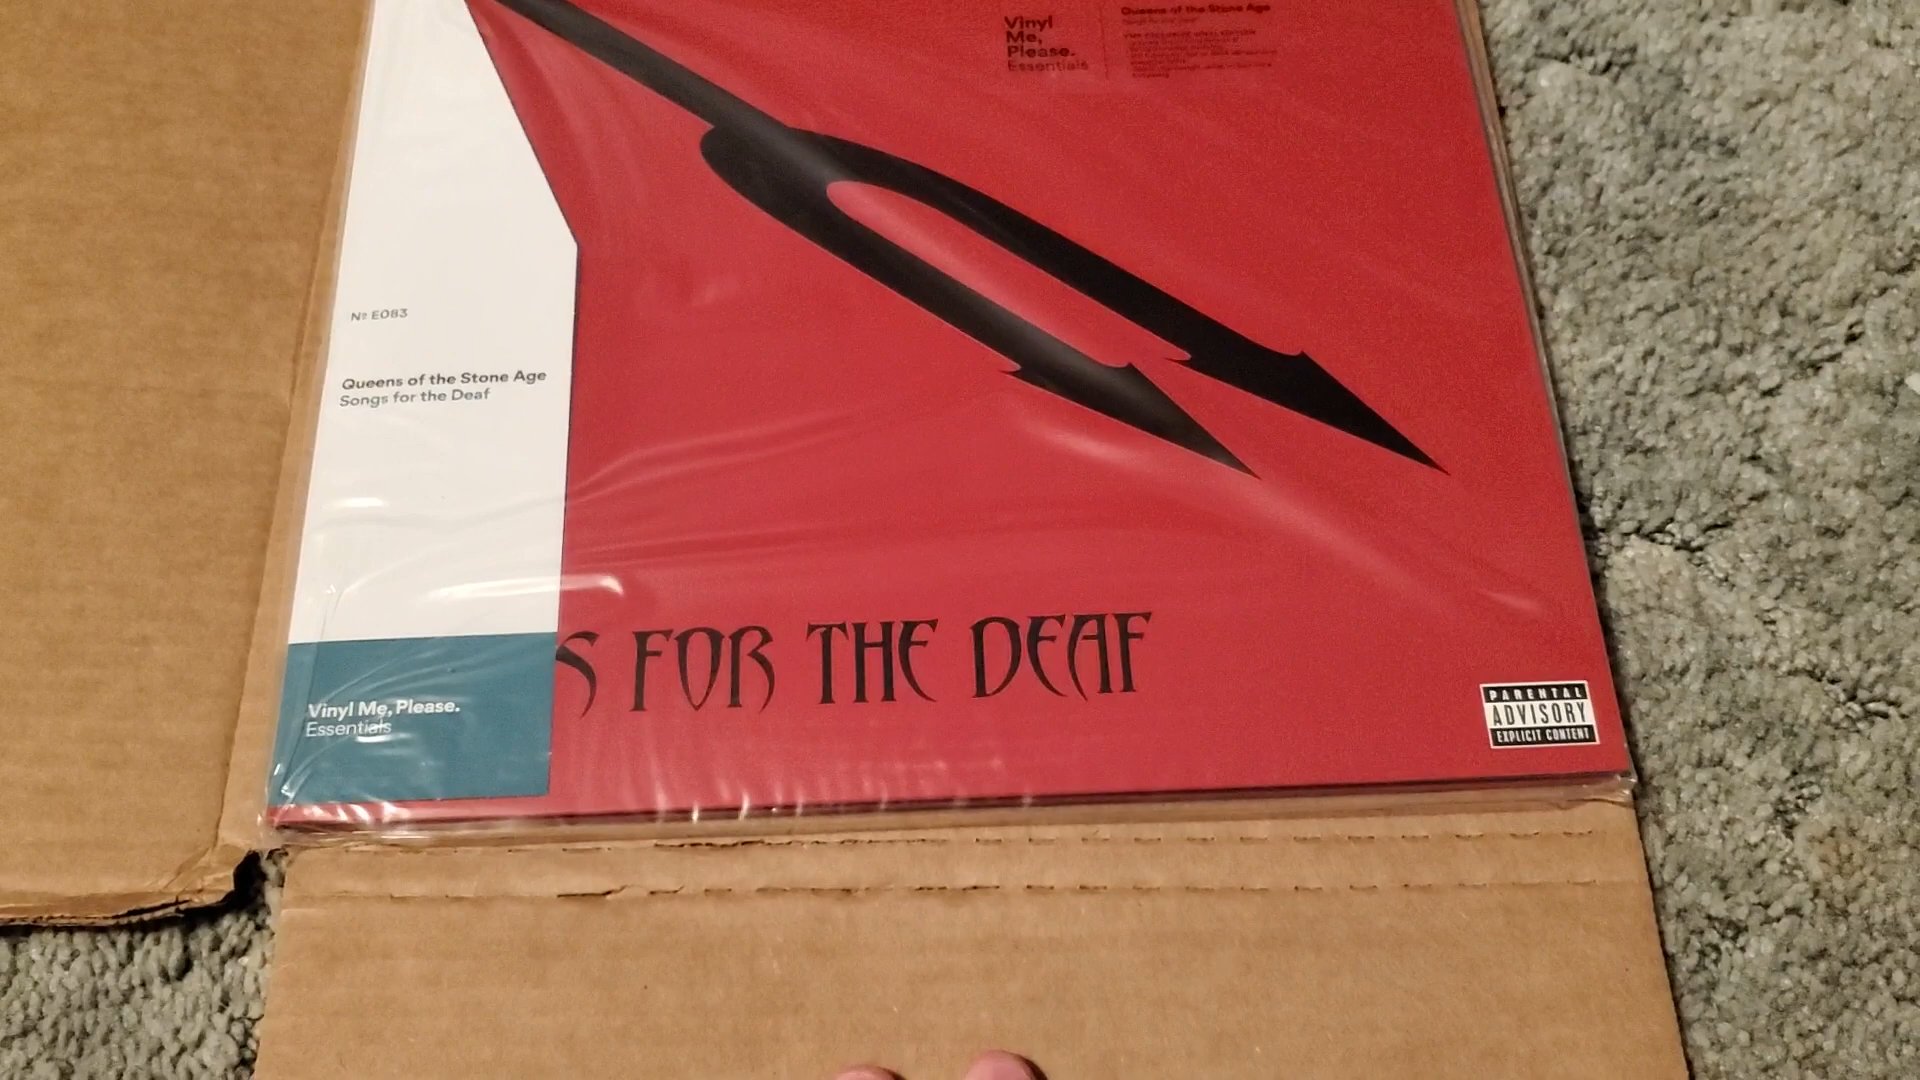 Vinyl
Me,
Please.
Essentials
Queens of the Stone Age
№ E083
Queens of the Stone Age
Songs for the Deaf
S FOR THE DEAF
Vinyl Me, Please.
Essentials
PARENTAL
ADVISORY
EXPLICIT CONTENT